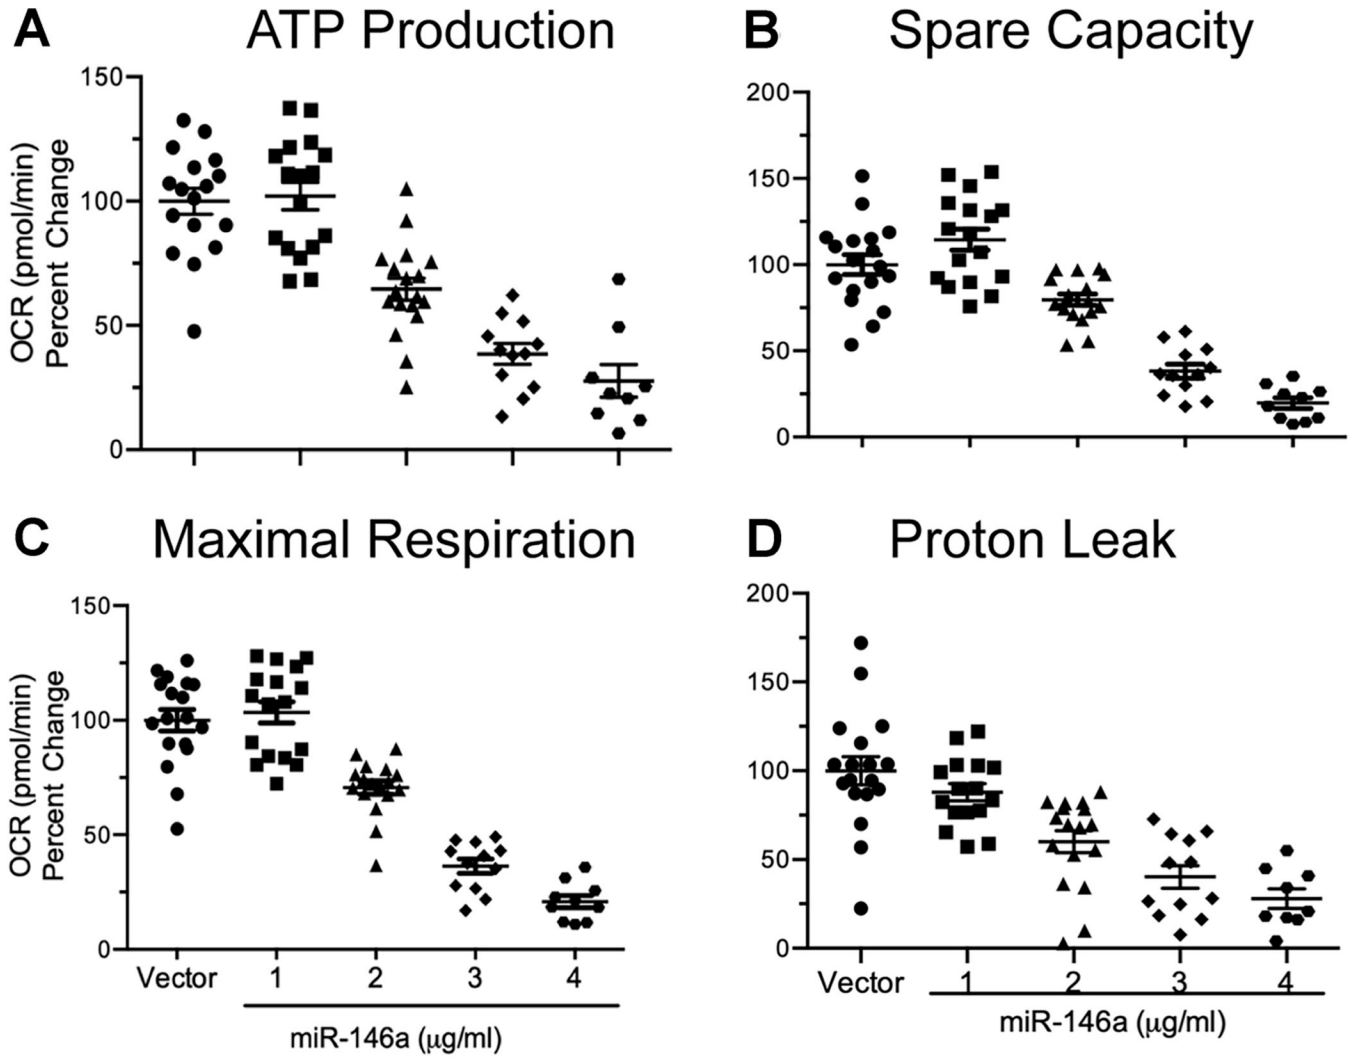 A ATP Production
OCR (pmol/min)
Percent Change
150
100
50
0
B Spare Capacity
200
150
100
50
0
C Maximal Respiration
OCR (pmol/min)
Percent Change
150
100
50
0
Vector 1 2 3 4
miR-146a (μg/ml)
D Proton Leak
200
150
100
50
0
Vector 1 2 3 4
miR-146a (μg/ml)